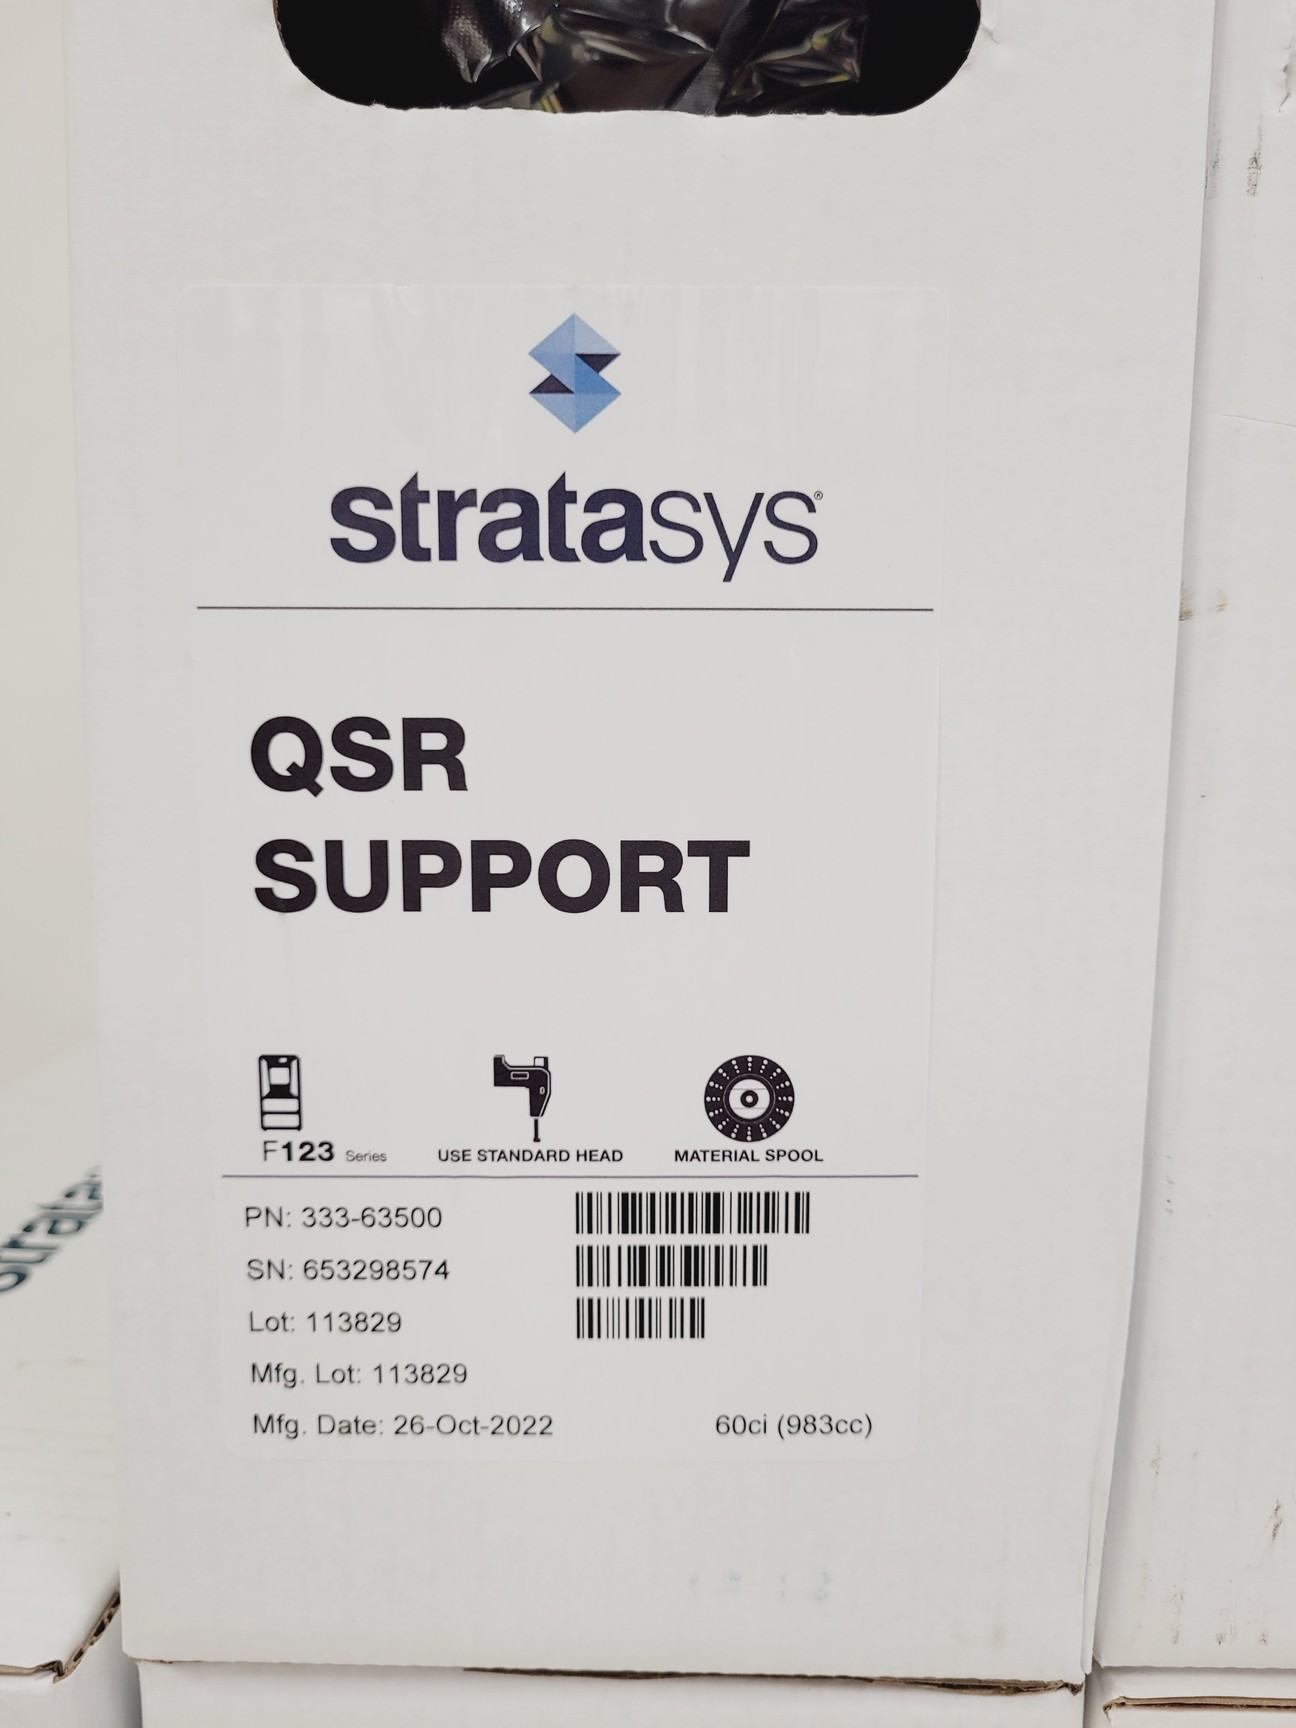 stratasys®
QSR
SUPPORT
F123 Series
USE STANDARD HEAD
MATERIAL SPOOL
PN: 333-63500
SN: 653298574
Lot: 113829
Mfg. Lot: 113829
Mfg. Date: 26-Oct-2022
60ci (983cc)
strata